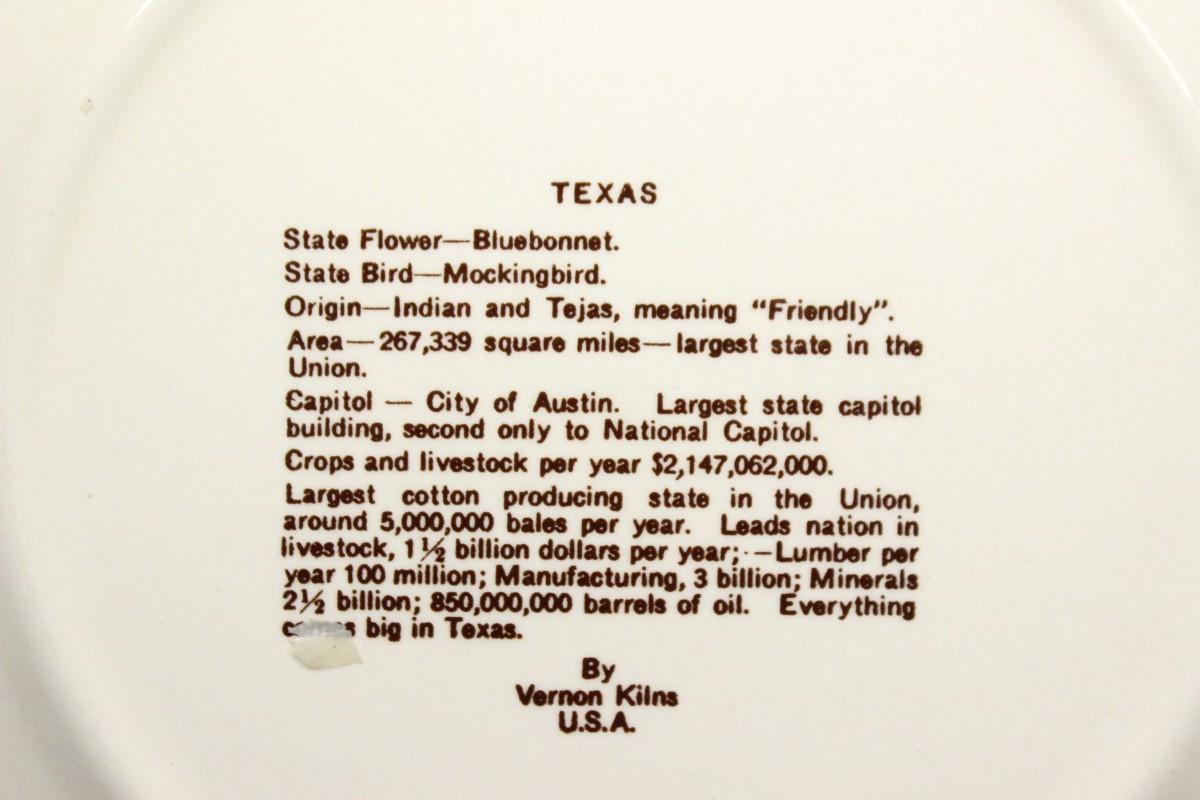 TEXAS
State Flower—Bluebonnet.
State Bird—Mockingbird.
Origin—Indian and Tejas, meaning “Friendly”.
Area—267,339 square miles—largest state in the
Union.
Capitol — City of Austin. Largest state capitol
building, second only to National Capitol.
Crops and livestock per year $2,147,062,000.
Largest cotton producing state in the Union,
around 5,000,000 bales per year. Leads nation in
livestock, 1½ billion dollars per year;·—Lumber per
year 100 million; Manufacturing, 3 billion; Minerals
2½ billion; 850,000,000 barrels of oil. Everything
comes big in Texas.
By
Vernon Kilns
U.S.A.